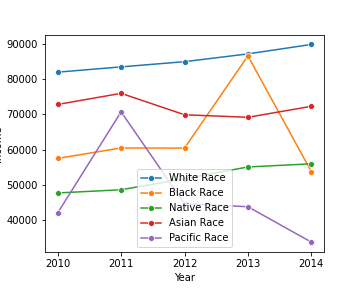 90000
80000
70000
60000
50000
40000
White Race
Black Race
Native Race
Asian Race
Pacific Race
2010 2011 2012 2013 2014
Year